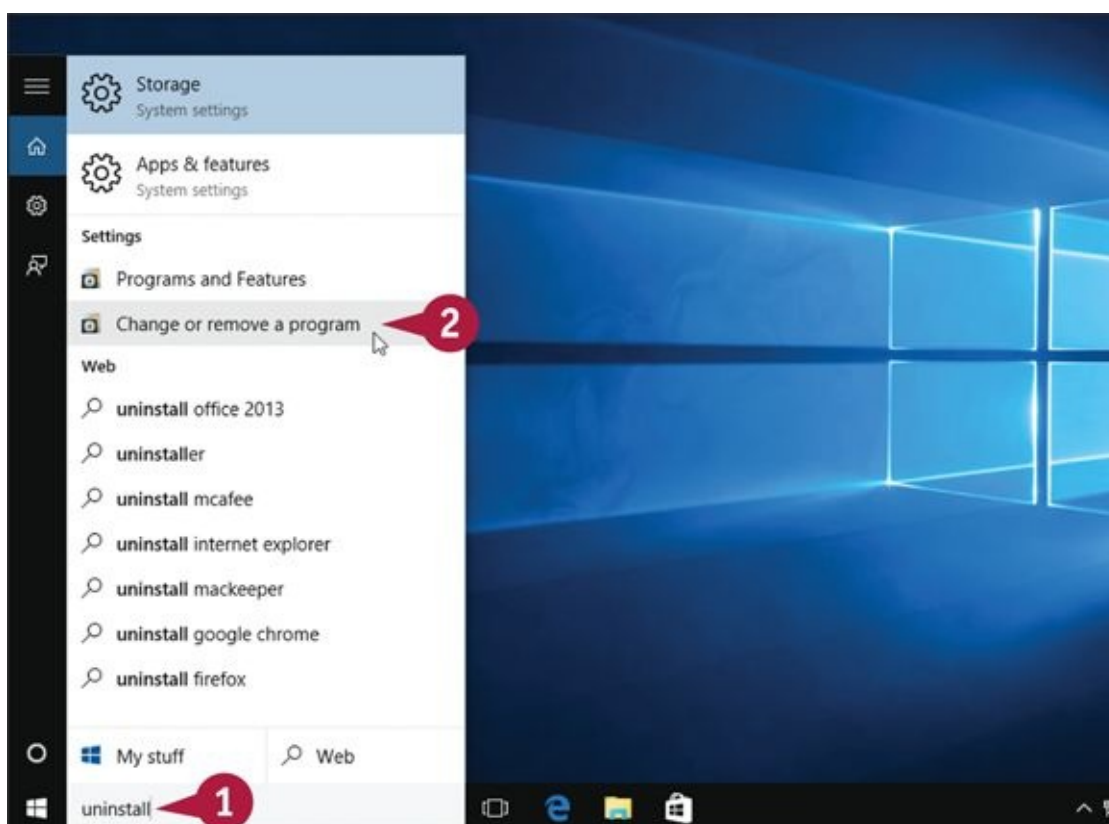 Storage
System settings
Apps & features
System settings
Settings
Programs and Features
Change or remove a program
2
Web
uninstall office 2013
uninstaller
uninstall mcafee
uninstall internet explorer
uninstall mackeeper
uninstall google chrome
uninstall firefox
My stuff
Web
uninstall
1